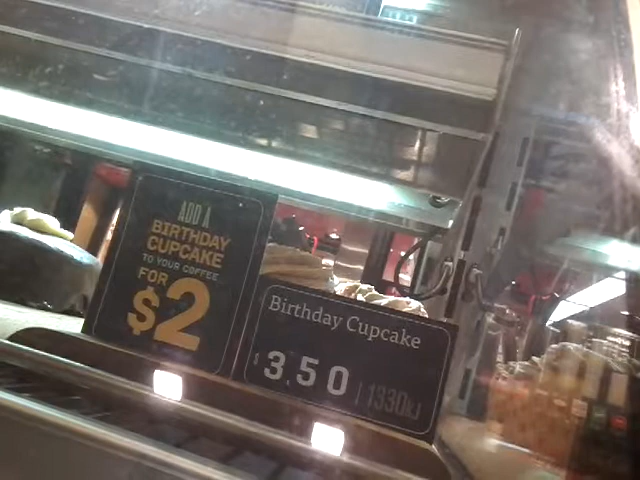 ADD A
BIRTHDAY
CUPCAKE
TO YOUR COFFEE
FOR
$2
Birthday Cupcake
$3.50 | 1330kJ